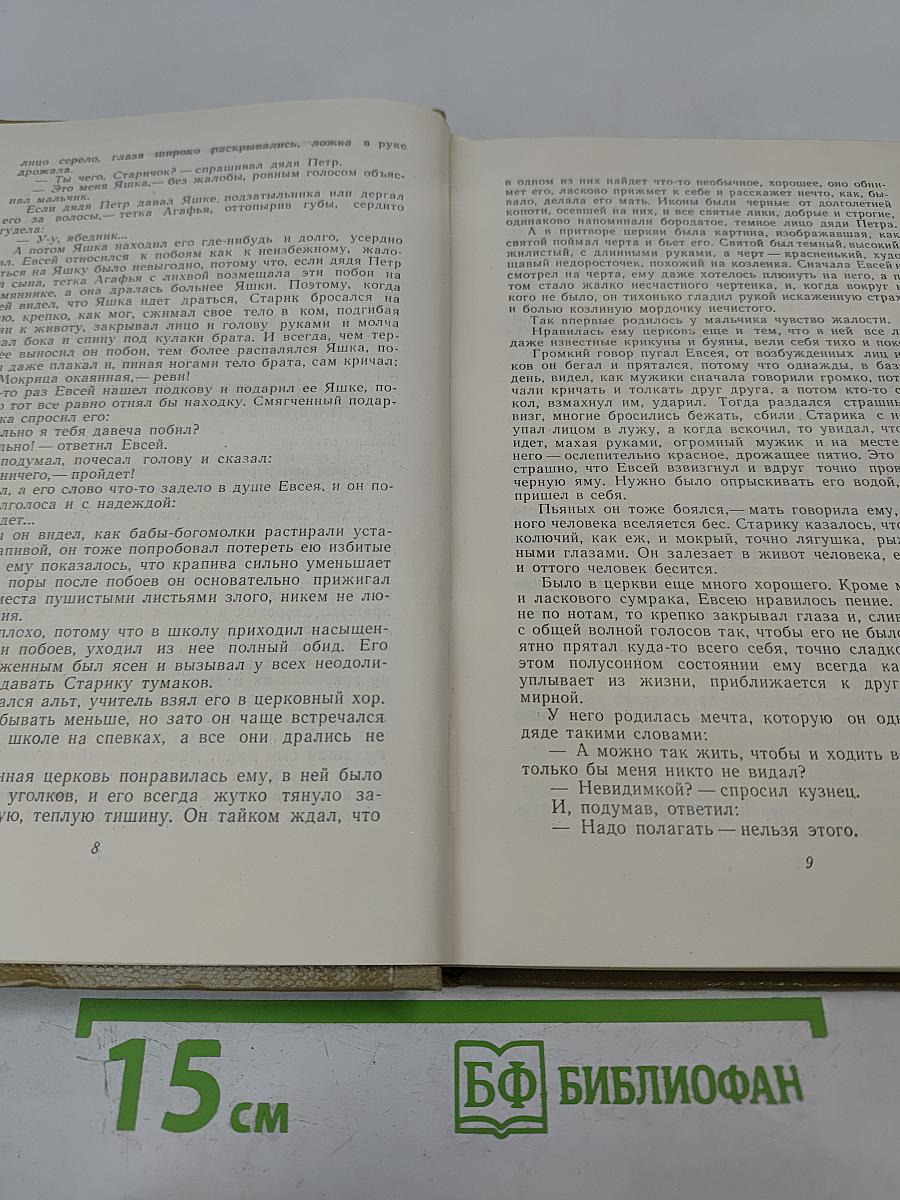 лицо серело, глаза широко раскрывались, ложка в руке
дрожала.
— Ты чего, Старичок? — спрашивал дядя Петр.
— Это меня Яшка, — без жалобы, ровным голосом объяс-
нял мальчик.
Если дядя Петр давал Яшке подзатыльника или дергал
его за волосы, — тетка Агафья, оттопырив губы, сердито
гудела:
— У-у, ябедник...
А потом Яшка находил его где-нибудь и долго, усердно
ил. Евсей относился к побоям как к неизбежному, жало-
ться на Яшку было невыгодно, потому что, если дядя Петр
л сына, тетка Агафья с лихвой возмещала эти побои на
мяннике, а она дралась больнее Яшки. Поэтому, когда
ей видел, что Яшка идет драться, Старик бросался на
ю, крепко, как мог, сжимал свое тело в ком, подгибая
ни к животу, закрывал лицо и голову руками и молча
вал бока и спину под кулаки брата. И всегда, чем тер-
ее выносил он побои, тем более распалялся Яшка, по-
и даже плакал и, пиная ногами тело брата, сам кричал:
Мокрица окаянная, — реви!
-то раз Евсей нашел подкову и подарил ее Яшке, по-
о тот все равно отнял бы находку. Смягченный подар-
ка спросил его:
льно я тебя давеча побил?
льно! — ответил Евсей.
подумал, почесал голову и сказал:
ничего, — пройдет!
л, а его слово что-то задело в душе Евсея, и он по-
лголоса и с надеждой:
дет...
ы он видел, как бабы-богомолки растирали уста-
апивой, он тоже попробовал потереть ею избитые
ему показалось, что крапива сильно уменьшает
поры после побоев он основательно прижигал
места пушистыми листьями злого, никем не лю-
ия.
плохо, потому что в школу приходил насыщен-
и побоев, уходил из нее полный обид. Его
женным был ясен и вызывал у всех неодоли-
давать Старику тумаков.
ался альт, учитель взял его в церковный хор.
бывать меньше, но зато он чаще встречался
школе на спевках, а все они дрались не
нная церковь понравилась ему, в ней было
уголков, и его всегда жутко тянуло за-
ую, теплую тишину. Он тайком ждал, что
8
в одном из них найдет что-то необычное, хорошее, оно обни-
мет его, ласково прижмет к себе и расскажет нечто, как, бы-
вало, делала его мать. Иконы были черные от долголетней
копоти, осевшей на них, и все святые лики, добрые и строгие,
одинаково напоминали бородатое, темное лицо дяди Петра.
А в притворе церкви была картина, изображавшая, как
святой поймал черта и бьет его. Святой был темный, высокий,
жилистый, с длинными руками, а черт — красненький, худо-
щавый недоросточек, похожий на козленка. Сначала Евсей н
смотрел на черта, ему даже хотелось плюнуть на него, а п
том стало жалко несчастного чертенка, и, когда вокруг н
кого не было, он тихонько гладил рукой искаженную страх
и болью козлиную мордочку нечистого.
Так впервые родилось у мальчика чувство жалости.
Нравилась ему церковь еще и тем, что в ней все л
даже известные крикуны и буяны, вели себя тихо и пок
Громкий говор пугал Евсея, от возбужденных лиц и
ков он бегал и прятался, потому что однажды, в баз
день, видел, как мужики сначала говорили громко, пот
чали кричать и толкать друг друга, а потом кто-то с
кол, взмахнул им, ударил. Тогда раздался страшны
визг, многие бросились бежать, сбили Старика с н
упал лицом в лужу, а когда вскочил, то увидал, что
идет, махая руками, огромный мужик и на месте
него — ослепительно красное, дрожащее пятно. Это
страшно, что Евсей взвизгнул и вдруг точно пров
черную яму. Нужно было опрыскивать его водой,
пришел в себя.
Пьяных он тоже боялся, — мать говорила ему,
ного человека вселяется бес. Старику казалось, что
колючий, как еж, и мокрый, точно лягушка, рыж
ными глазами. Он залезает в живот человека, е
и оттого человек бесится.
Было в церкви еще много хорошего. Кроме м
и ласкового сумрака, Евсею нравилось пение.
не по нотам, то крепко закрывал глаза и, слив
с общей волной голосов так, чтобы его не было
ятно прятал куда-то всего себя, точно сладко
этом полусонном состоянии ему всегда ка
уплывает из жизни, приближается к друг
мирной.
У него родилась мечта, которую он одн
дяде такими словами:
— А можно так жить, чтобы и ходить в
только бы меня никто не видал?
— Невидимкой? — спросил кузнец.
И, подумав, ответил:
— Надо полагать — нельзя этого.
9
15 см
БФ БИБЛИОФАН